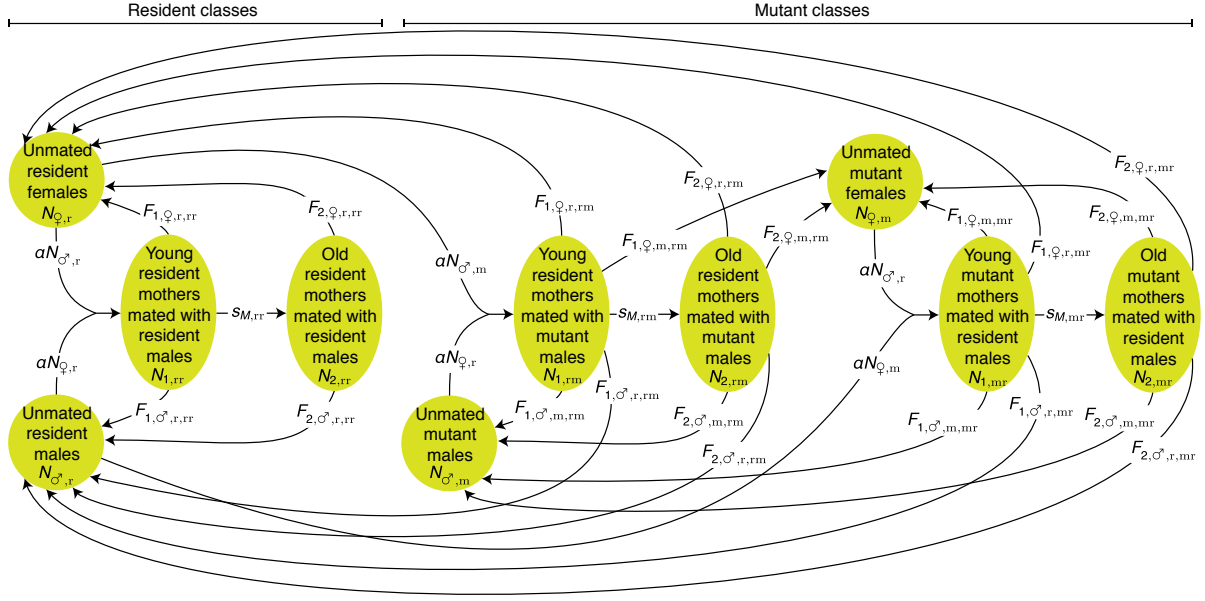 Resident classes
Mutant classes
Unmated
resident
females
N♀,r
Unmated
mutant
females
N♀,m
F2,♀,r,mr
F2,♀,r,rm
F1,♀,r,rm
F2,♀,r,rr
F1,♀,r,rr
F1,♀,m,rm
F2,♀,m,rm
F1,♀,m,mr
F2,♀,m,mr
F1,♀,r,mr
aN♂,r
aN♂,m
aN♂,r
Young
resident
mothers
mated with
resident
males
N1,rr
sM,rr
Old
resident
mothers
mated with
resident
males
N2,rr
Young
resident
mothers
mated with
mutant
males
N1,rm
sM,rm
Old resident
mothers
mated with
mutant
males
N2,rm
Young
mutant
mothers
mated with
resident
males
N1,mr
sM,mr
Old
mutant
mothers
mated with
resident
males
N2,mr
aN♀,r
aN♀,r
aN♀,m
F1,♂,r,rr
F2,♂,r,rr
F1,♂,m,rm
F1,♂,r,rm
F2,♂,m,rm
F2,♂,r,rm
F1,♂,m,mr
F1,♂,r,mr
F2,♂,m,mr
F2,♂,r,mr
Unmated
resident
males
N♂,r
Unmated
mutant
males
N♂,m